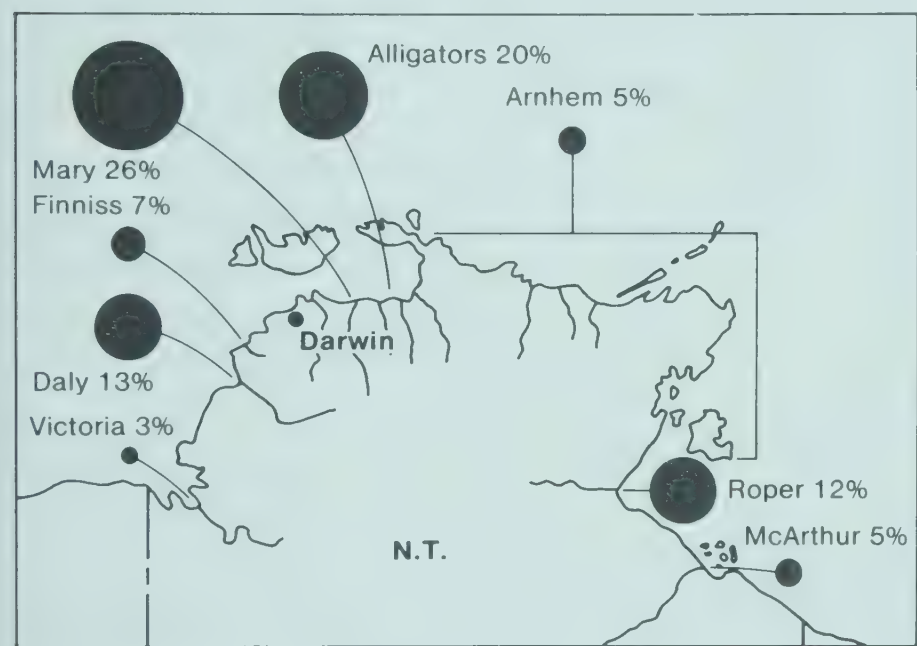 Alligators 20%
Arnhem 5%
Mary 26%
Finniss 7%
Darwin
Daly 13%
Victoria 3%
Roper 12%
McArthur 5%
N.T.